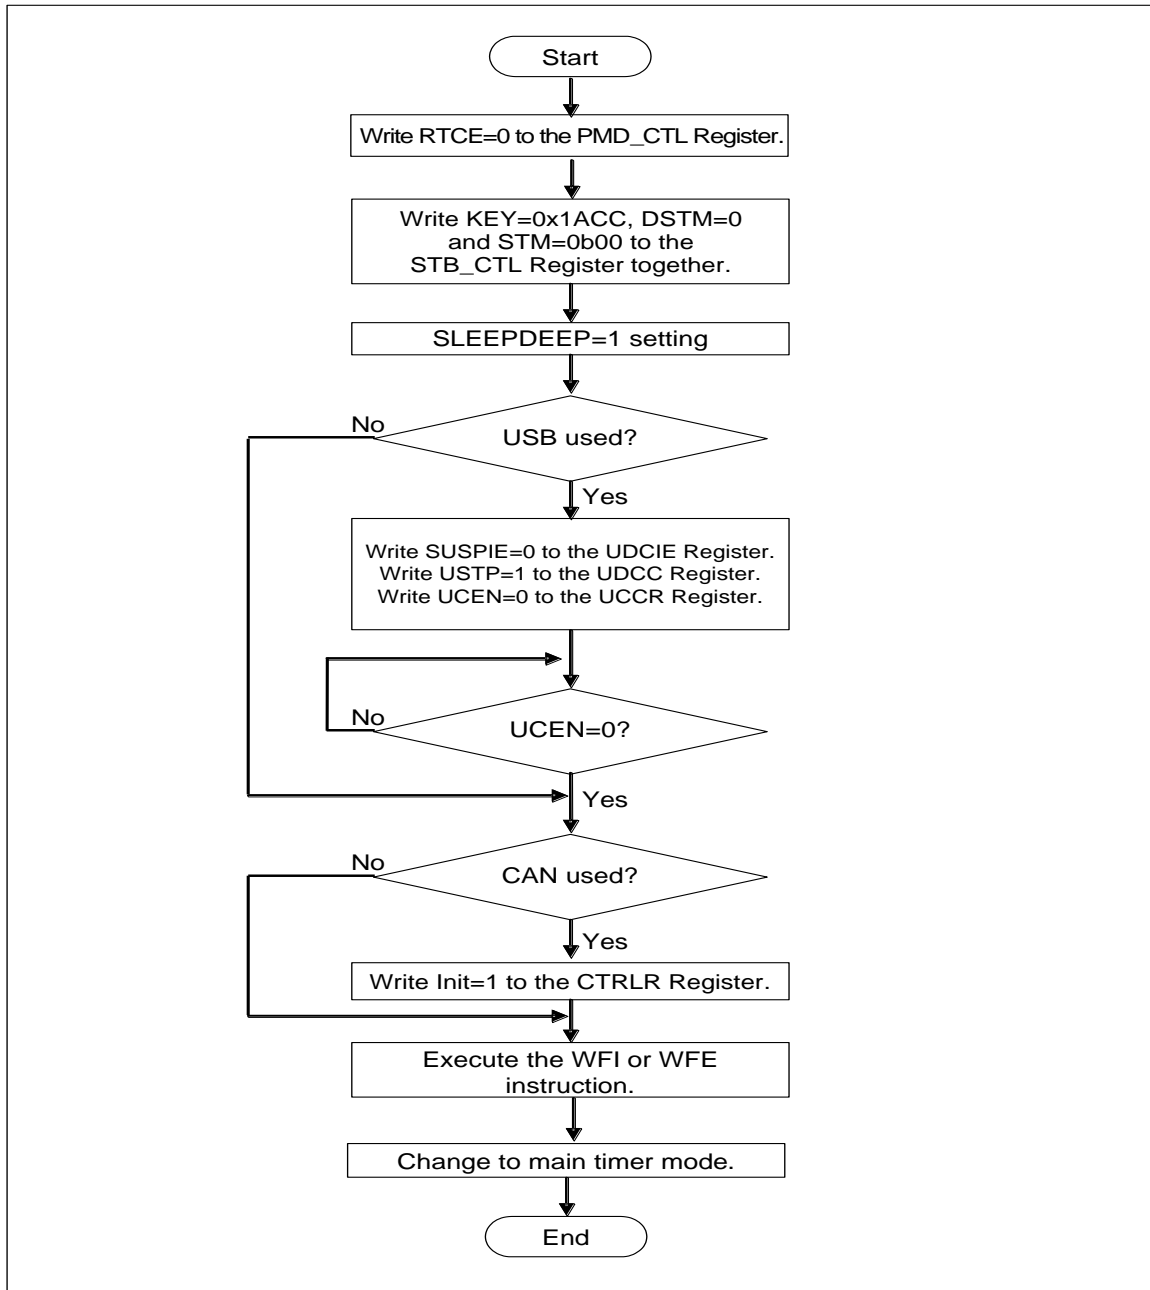 Start
Write RTCE=0 to the PMD_CTL Register.
Write KEY=0x1ACC, DSTM=0
and STM=0b00 to the
STB_CTL Register together.
SLEEPDEEP=1 setting
No
USB used?
Yes
Write SUSPIE=0 to the UDCIE Register.
Write USTP=1 to the UDCC Register.
Write UCEN=0 to the UCCR Register.
No
UCEN=0?
Yes
No
CAN used?
Yes
Write Init=1 to the CTRLR Register.
Execute the WFI or WFE
instruction.
Change to main timer mode.
End